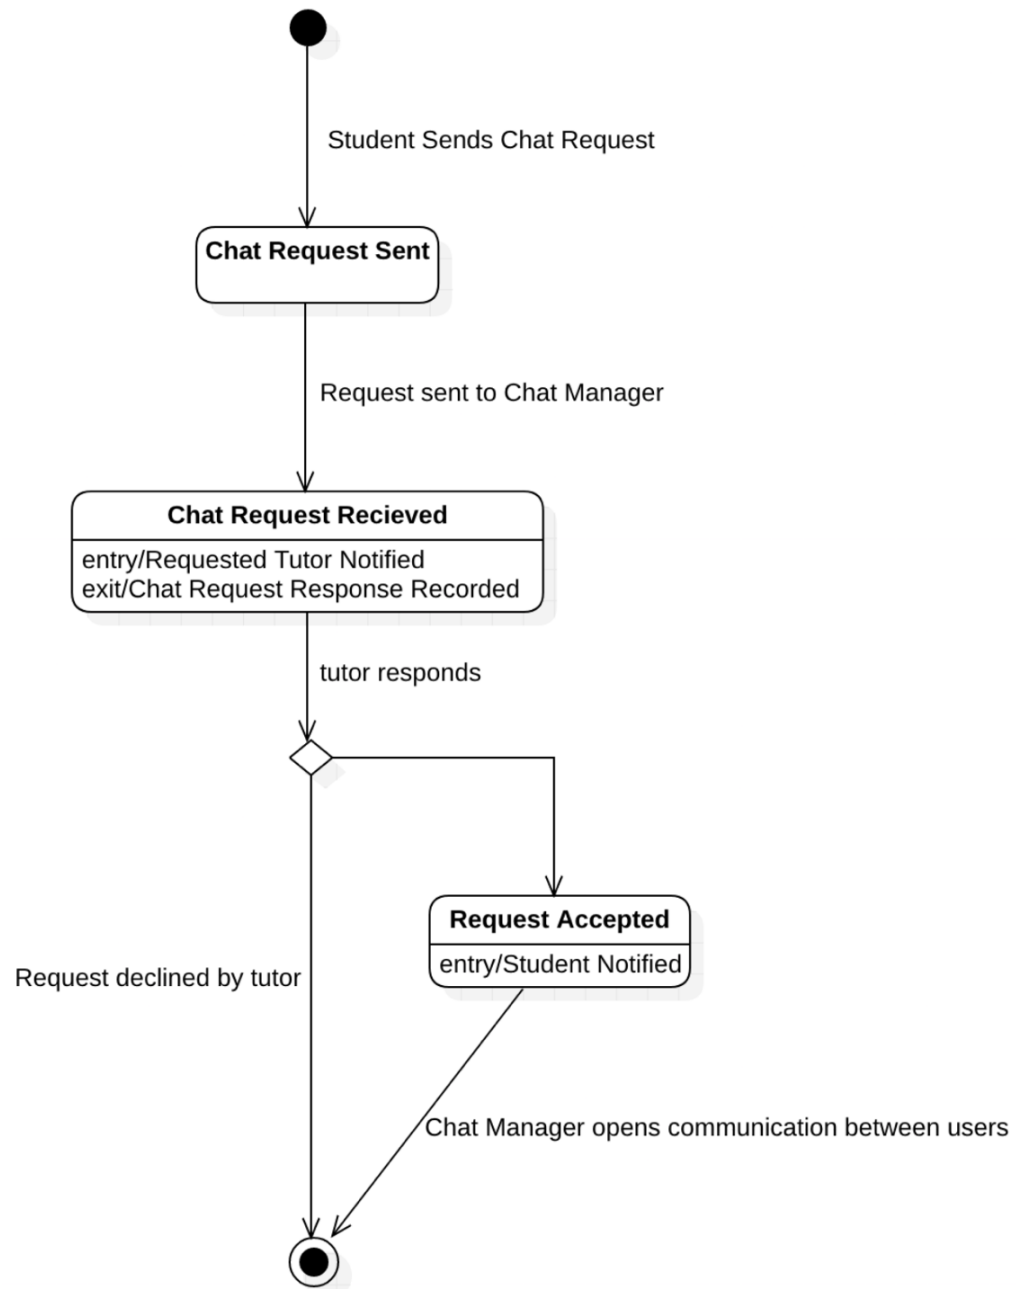 Student Sends Chat Request
Chat Request Sent
Request sent to Chat Manager
Chat Request Recieved
entry/Requested Tutor Notified
exit/Chat Request Response Recorded
tutor responds
Request Accepted
entry/Student Notified
Request declined by tutor
Chat Manager opens communication between users